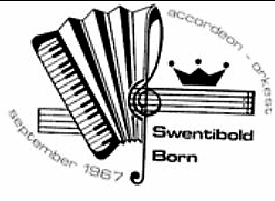 accordeon - orkest
Swentibold
Born
september 1967